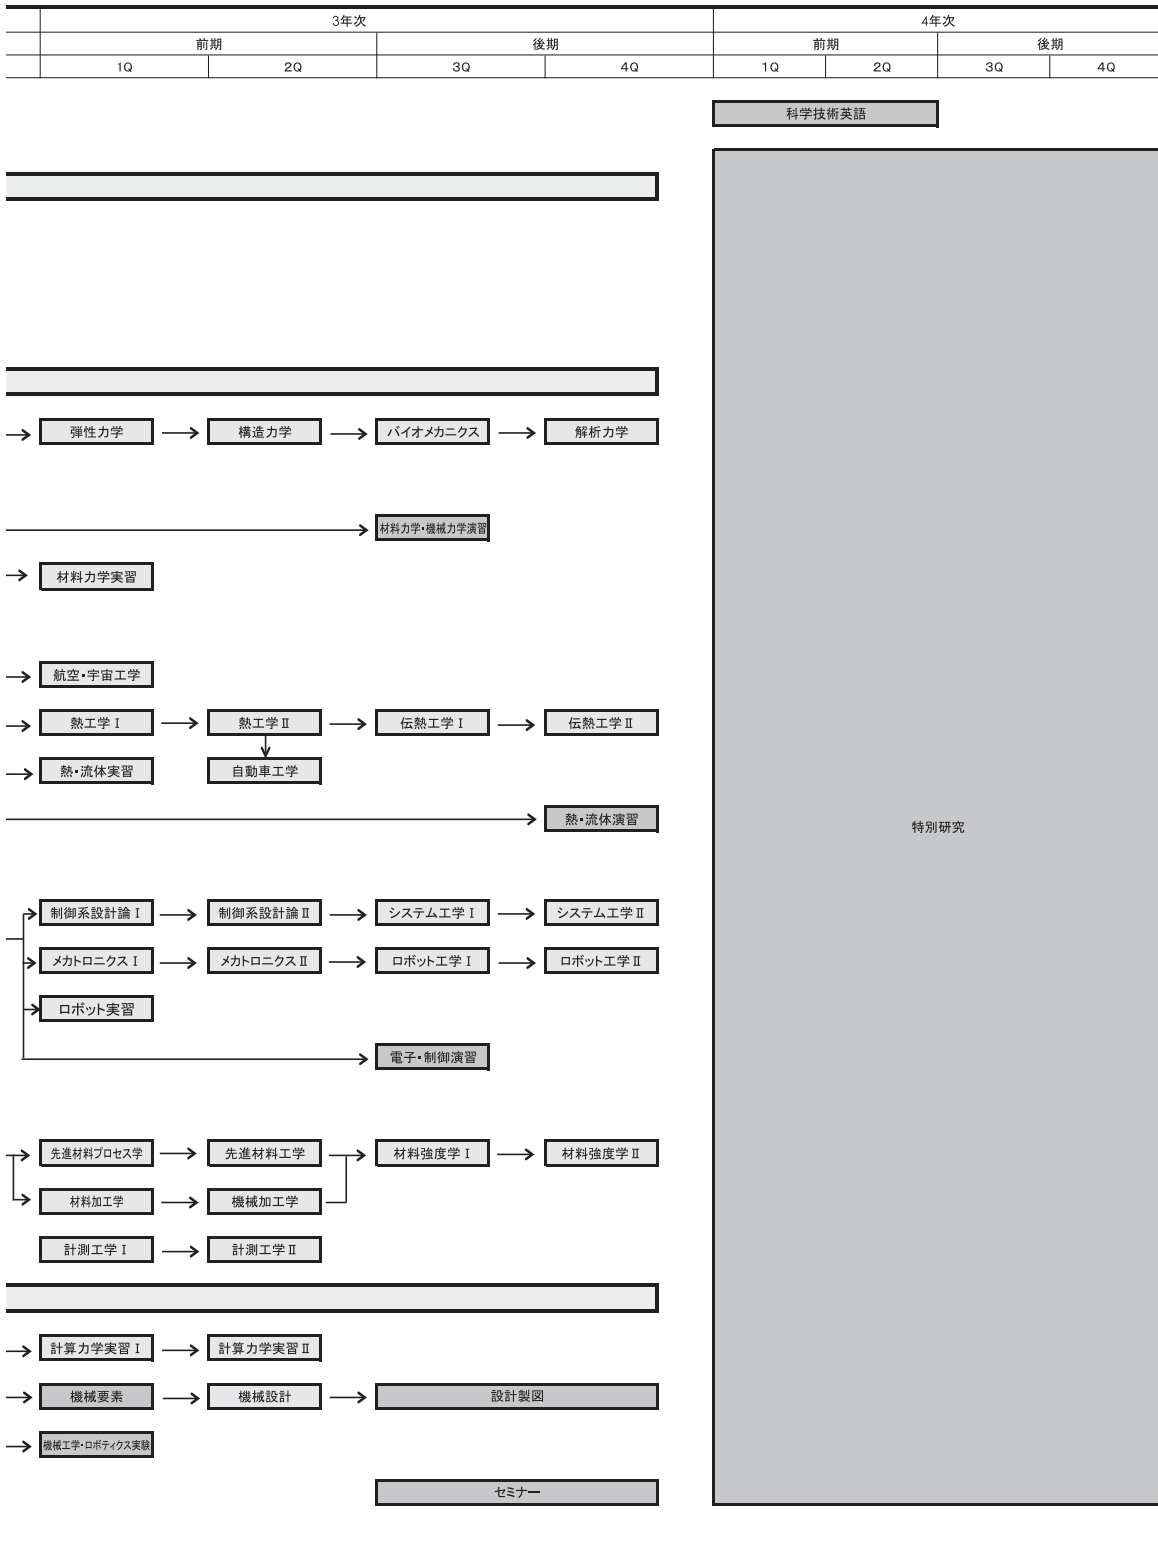 3年次 4年次
前期 後期 前期 後期
1Q 2Q 3Q 4Q 1Q 2Q 3Q 4Q
科学技術英語
弾性力学 構造力学 バイオメカニクス 解析力学
材料力学・機械力学演習
材料力学実習
航空・宇宙工学
熱工学Ⅰ 熱工学Ⅱ 伝熱工学Ⅰ 伝熱工学Ⅱ
熱・流体実習 自動車工学
熱・流体演習
特別研究
制御系設計論Ⅰ 制御系設計論Ⅱ システム工学Ⅰ システム工学Ⅱ
メカトロニクスⅠ メカトロニクスⅡ ロボット工学Ⅰ ロボット工学Ⅱ
ロボット実習
電子・制御演習
先進材料プロセス学 先進材料工学 材料強度学Ⅰ 材料強度学Ⅱ
材料加工学 機械加工学
計測工学Ⅰ 計測工学Ⅱ
計算力学実習Ⅰ 計算力学実習Ⅱ
機械要素 機械設計 設計製図
機械工学・ロボティクス実験
セミナー